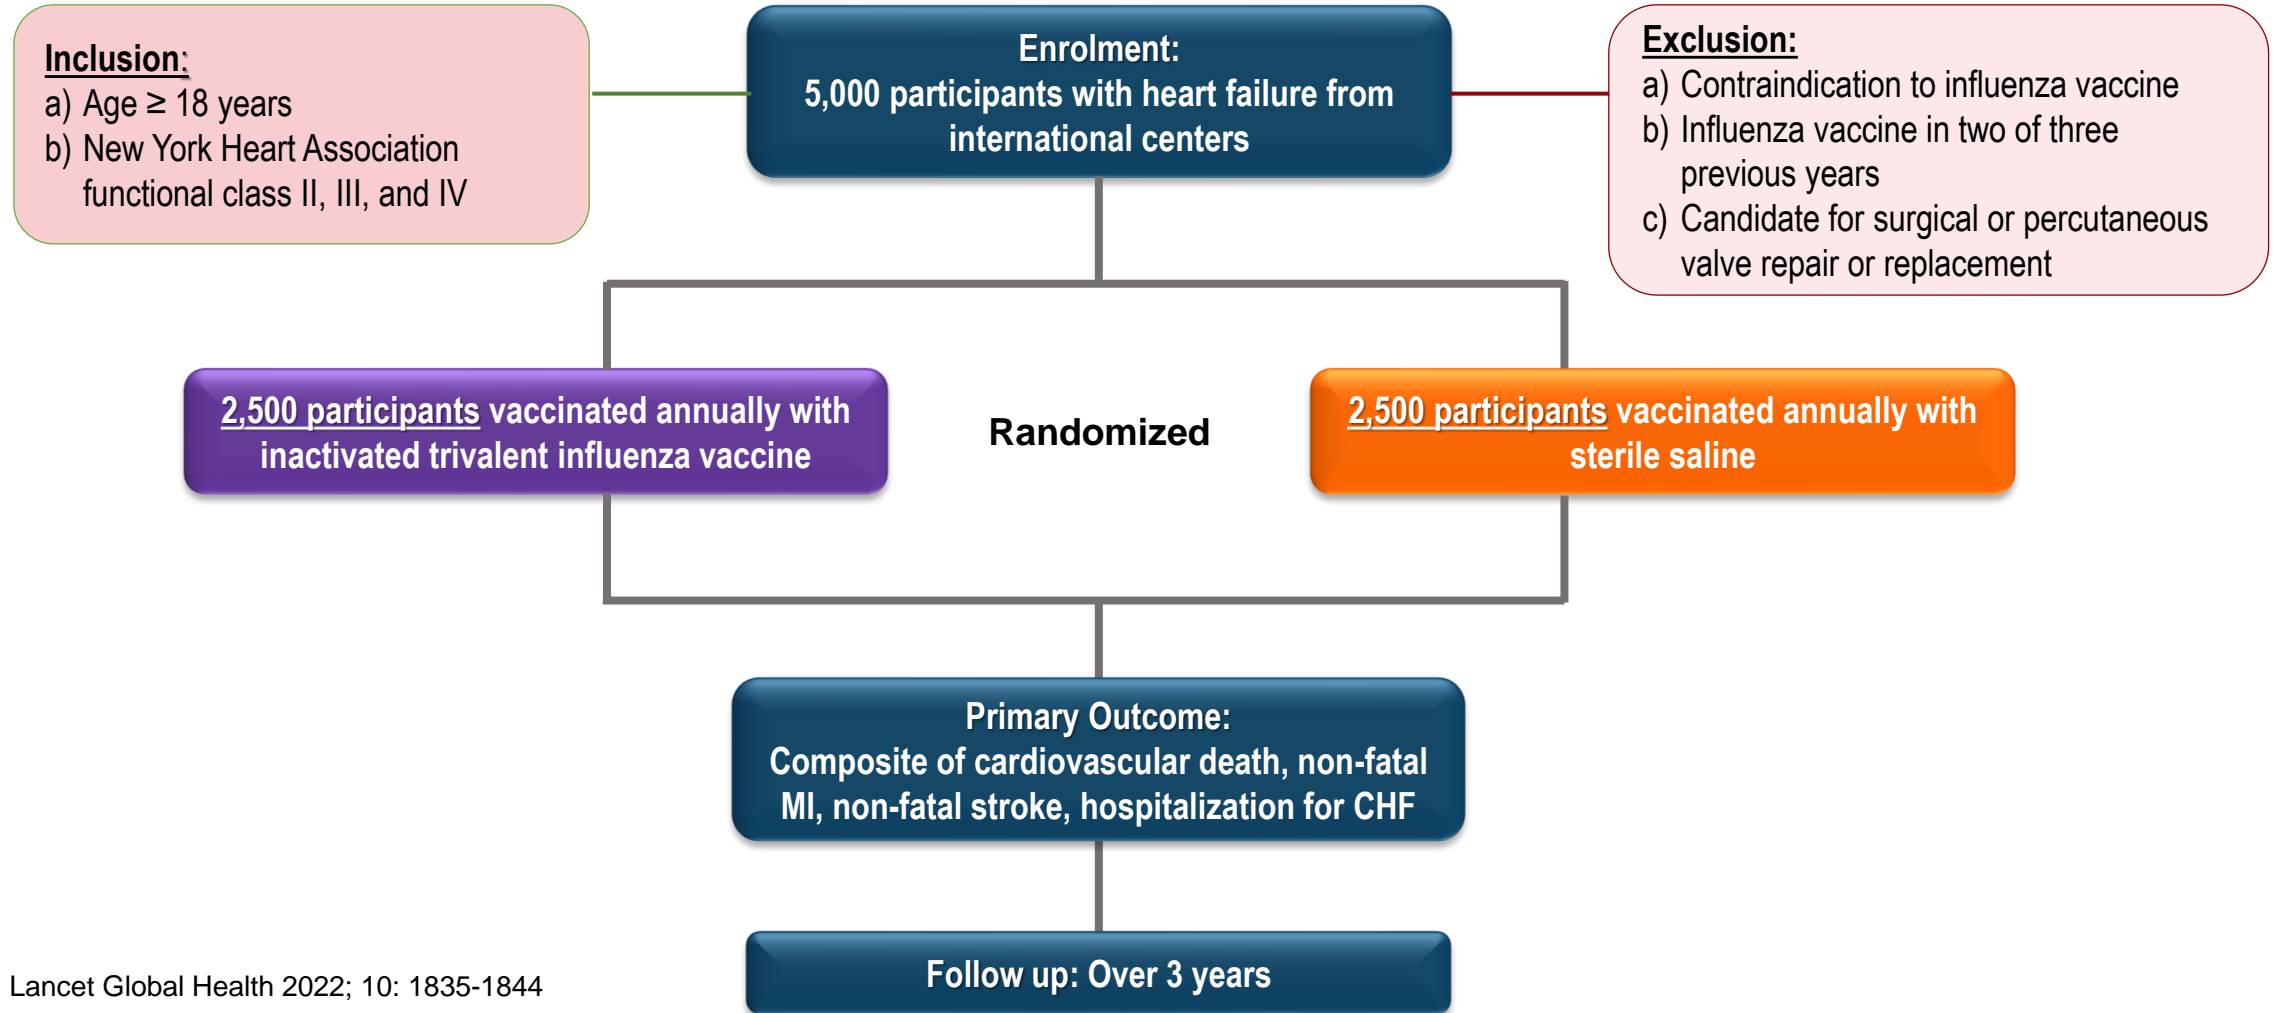 Inclusion:
a) Age ≥ 18 years
b) New York Heart Association
functional class II, III, and IV
Enrolment:
5,000 participants with heart failure from
international centers
Exclusion:
a) Contraindication to influenza vaccine
b) Influenza vaccine in two of three
previous years
c) Candidate for surgical or percutaneous
valve repair or replacement
2,500 participants vaccinated annually with
inactivated trivalent influenza vaccine
Randomized
2,500 participants vaccinated annually with
sterile saline
Primary Outcome:
Composite of cardiovascular death, non-fatal
MI, non-fatal stroke, hospitalization for CHF
Follow up: Over 3 years
Lancet Global Health 2022; 10: 1835-1844